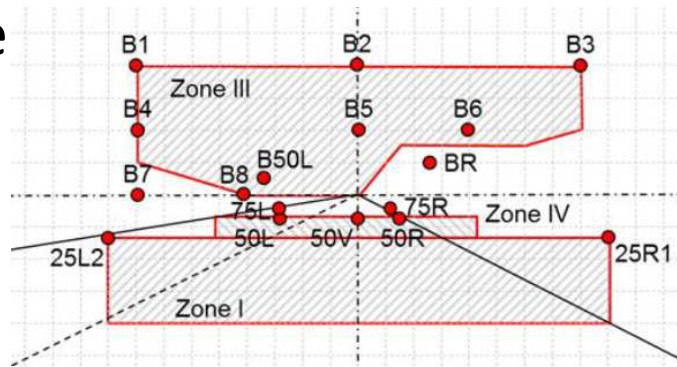 e
B1 B2 B3
Zone III
B4 B5 B6
B50L BR
B7 B8
75L 75R
Zone IV
50L 50V 50R
25L2 25R1
Zone I